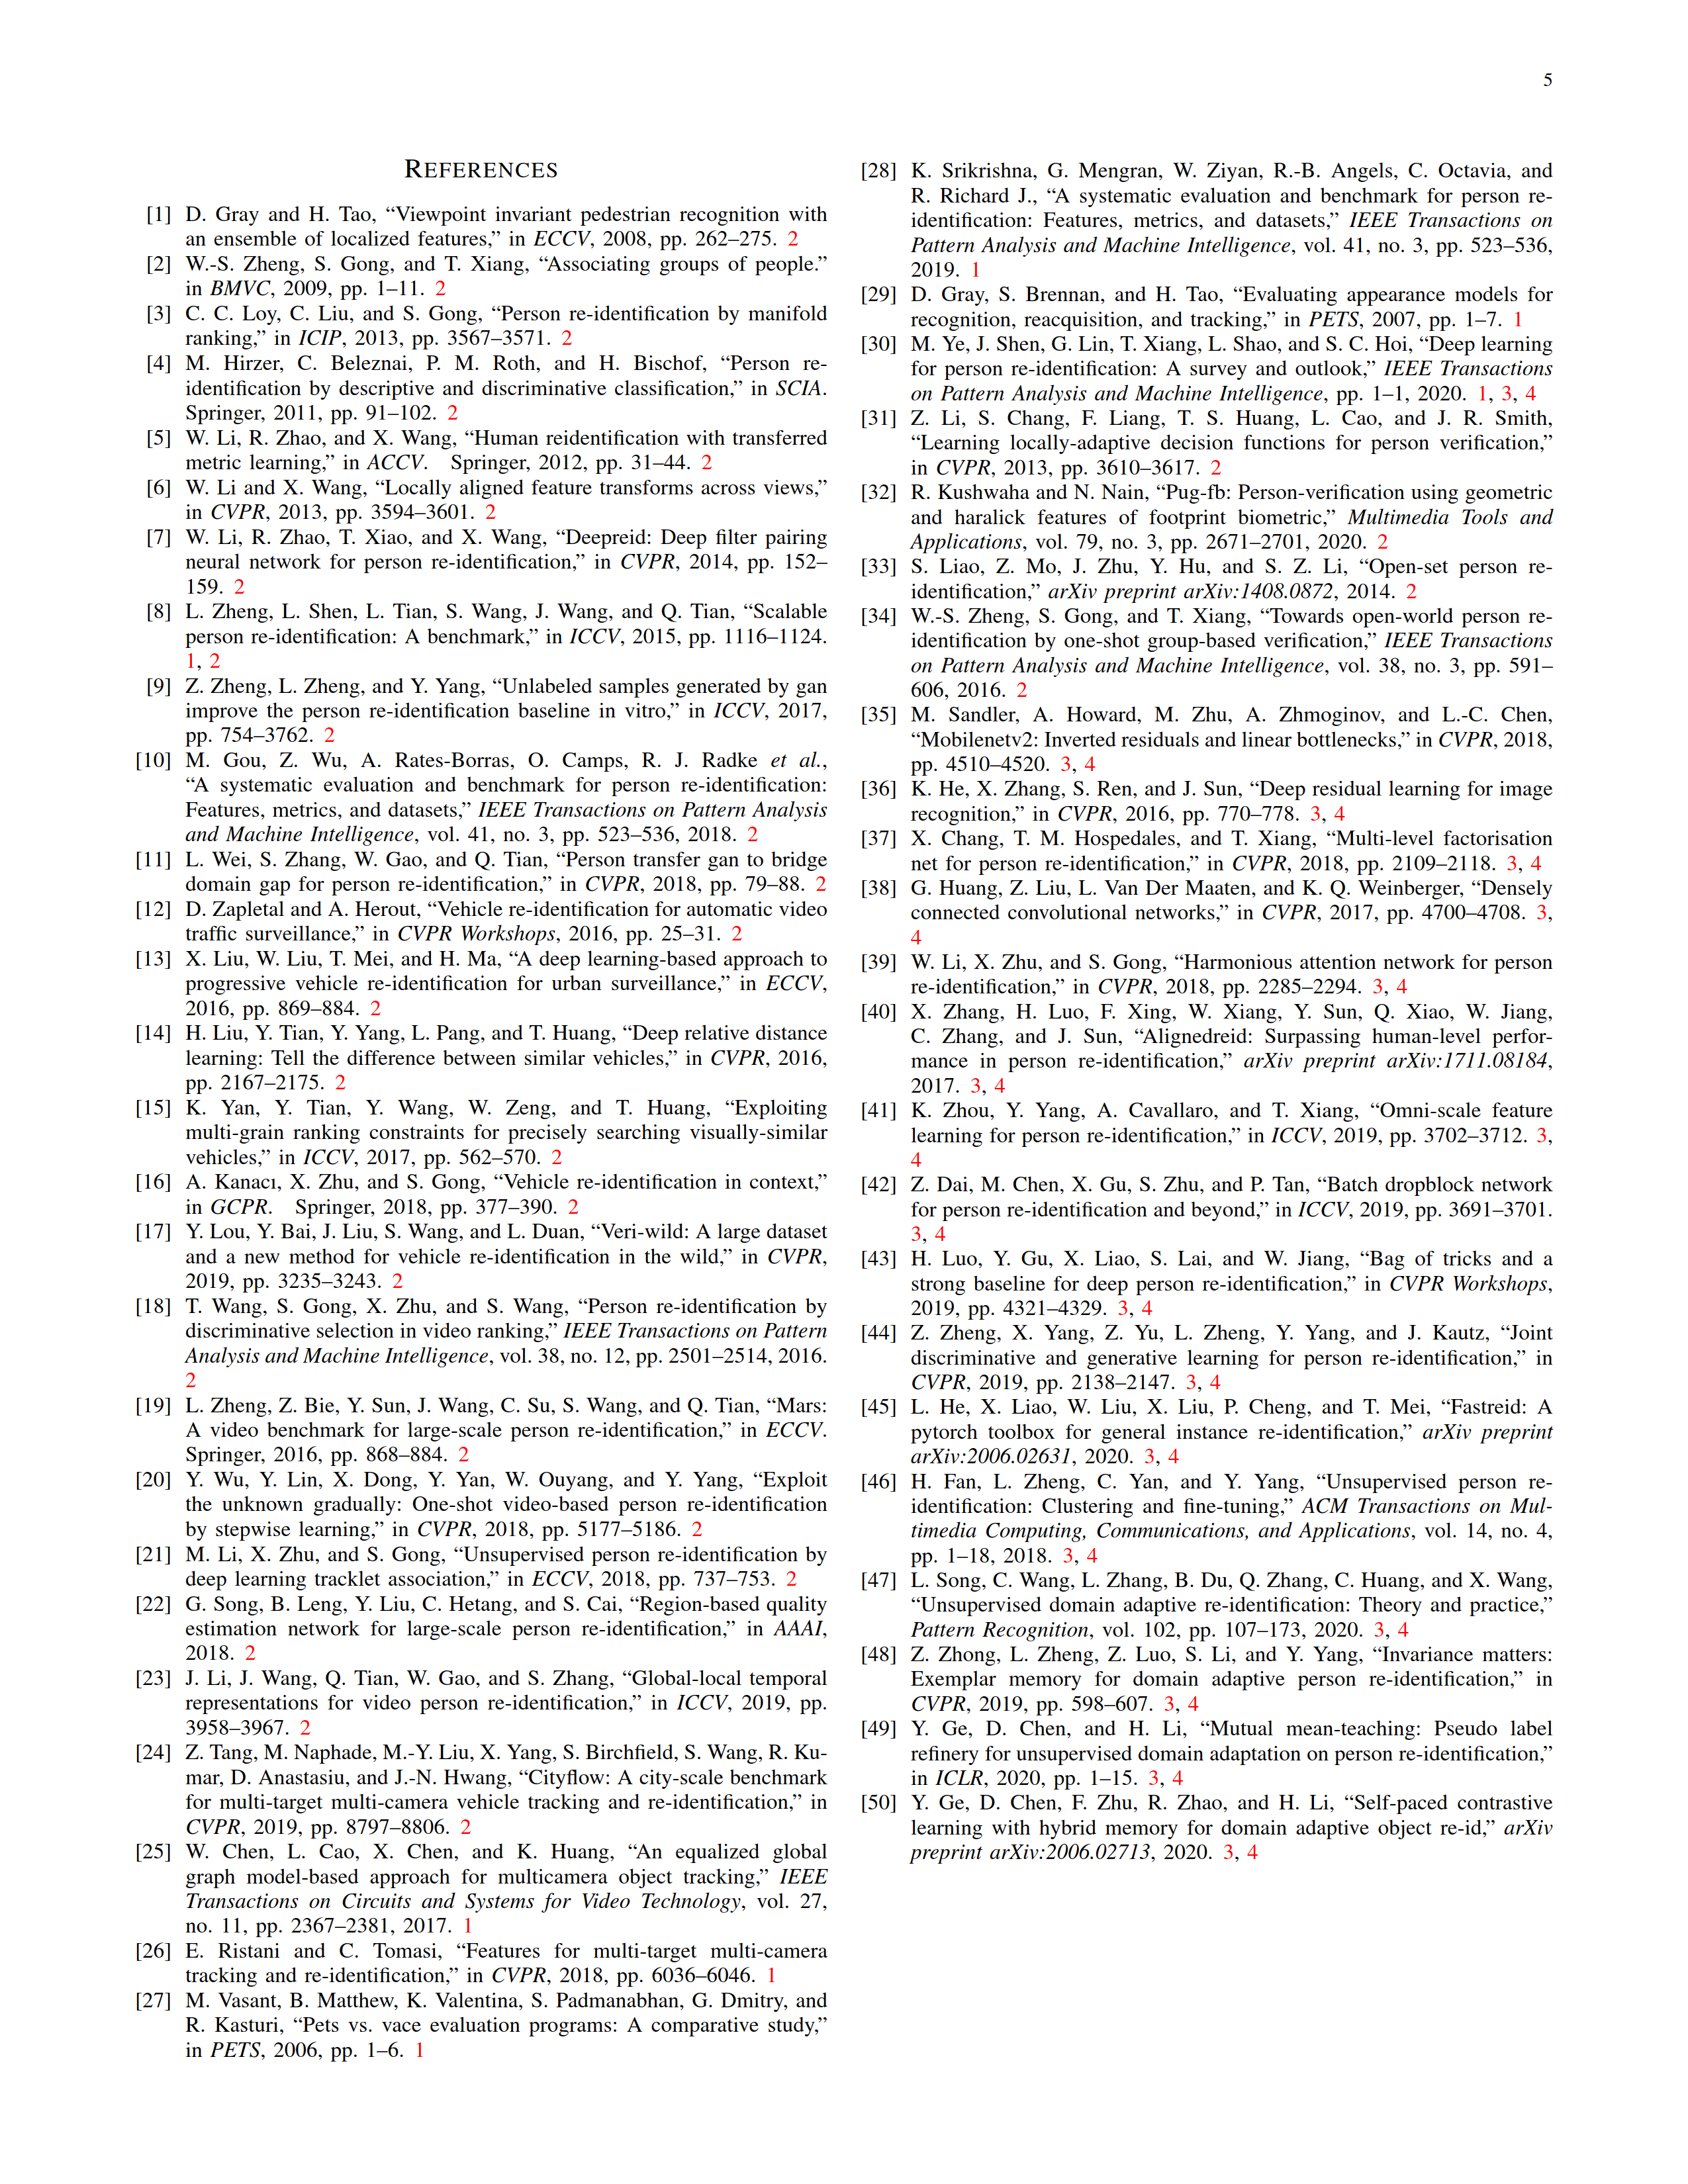 5
REFERENCES
[1] D. Gray and H. Tao, “Viewpoint invariant pedestrian recognition with
an ensemble of localized features,” in ECCV, 2008, pp. 262–275. 2
[2] W.-S. Zheng, S. Gong, and T. Xiang, “Associating groups of people.”
in BMVC, 2009, pp. 1–11. 2
[3] C. C. Loy, C. Liu, and S. Gong, “Person re-identification by manifold
ranking,” in ICIP, 2013, pp. 3567–3571. 2
[4] M. Hirzer, C. Beleznai, P. M. Roth, and H. Bischof, “Person re-
identification by descriptive and discriminative classification,” in SCIA.
Springer, 2011, pp. 91–102. 2
[5] W. Li, R. Zhao, and X. Wang, “Human reidentification with transferred
metric learning,” in ACCV. Springer, 2012, pp. 31–44. 2
[6] W. Li and X. Wang, “Locally aligned feature transforms across views,”
in CVPR, 2013, pp. 3594–3601. 2
[7] W. Li, R. Zhao, T. Xiao, and X. Wang, “Deepreid: Deep filter pairing
neural network for person re-identification,” in CVPR, 2014, pp. 152–
159. 2
[8] L. Zheng, L. Shen, L. Tian, S. Wang, J. Wang, and Q. Tian, “Scalable
person re-identification: A benchmark,” in ICCV, 2015, pp. 1116–1124.
1, 2
[9] Z. Zheng, L. Zheng, and Y. Yang, “Unlabeled samples generated by gan
improve the person re-identification baseline in vitro,” in ICCV, 2017,
pp. 754–3762. 2
[10] M. Gou, Z. Wu, A. Rates-Borras, O. Camps, R. J. Radke et al.,
“A systematic evaluation and benchmark for person re-identification:
Features, metrics, and datasets,” IEEE Transactions on Pattern Analysis
and Machine Intelligence, vol. 41, no. 3, pp. 523–536, 2018. 2
[11] L. Wei, S. Zhang, W. Gao, and Q. Tian, “Person transfer gan to bridge
domain gap for person re-identification,” in CVPR, 2018, pp. 79–88. 2
[12] D. Zapletal and A. Herout, “Vehicle re-identification for automatic video
traffic surveillance,” in CVPR Workshops, 2016, pp. 25–31. 2
[13] X. Liu, W. Liu, T. Mei, and H. Ma, “A deep learning-based approach to
progressive vehicle re-identification for urban surveillance,” in ECCV,
2016, pp. 869–884. 2
[14] H. Liu, Y. Tian, Y. Yang, L. Pang, and T. Huang, “Deep relative distance
learning: Tell the difference between similar vehicles,” in CVPR, 2016,
pp. 2167–2175. 2
[15] K. Yan, Y. Tian, Y. Wang, W. Zeng, and T. Huang, “Exploiting
multi-grain ranking constraints for precisely searching visually-similar
vehicles,” in ICCV, 2017, pp. 562–570. 2
[16] A. Kanacı, X. Zhu, and S. Gong, “Vehicle re-identification in context,”
in GCPR. Springer, 2018, pp. 377–390. 2
[17] Y. Lou, Y. Bai, J. Liu, S. Wang, and L. Duan, “Veri-wild: A large dataset
and a new method for vehicle re-identification in the wild,” in CVPR,
2019, pp. 3235–3243. 2
[18] T. Wang, S. Gong, X. Zhu, and S. Wang, “Person re-identification by
discriminative selection in video ranking,” IEEE Transactions on Pattern
Analysis and Machine Intelligence, vol. 38, no. 12, pp. 2501–2514, 2016.
2
[19] L. Zheng, Z. Bie, Y. Sun, J. Wang, C. Su, S. Wang, and Q. Tian, “Mars:
A video benchmark for large-scale person re-identification,” in ECCV.
Springer, 2016, pp. 868–884. 2
[20] Y. Wu, Y. Lin, X. Dong, Y. Yan, W. Ouyang, and Y. Yang, “Exploit
the unknown gradually: One-shot video-based person re-identification
by stepwise learning,” in CVPR, 2018, pp. 5177–5186. 2
[21] M. Li, X. Zhu, and S. Gong, “Unsupervised person re-identification by
deep learning tracklet association,” in ECCV, 2018, pp. 737–753. 2
[22] G. Song, B. Leng, Y. Liu, C. Hetang, and S. Cai, “Region-based quality
estimation network for large-scale person re-identification,” in AAAI,
2018. 2
[23] J. Li, J. Wang, Q. Tian, W. Gao, and S. Zhang, “Global-local temporal
representations for video person re-identification,” in ICCV, 2019, pp.
3958–3967. 2
[24] Z. Tang, M. Naphade, M.-Y. Liu, X. Yang, S. Birchfield, S. Wang, R. Ku-
mar, D. Anastasiu, and J.-N. Hwang, “Cityflow: A city-scale benchmark
for multi-target multi-camera vehicle tracking and re-identification,” in
CVPR, 2019, pp. 8797–8806. 2
[25] W. Chen, L. Cao, X. Chen, and K. Huang, “An equalized global
graph model-based approach for multicamera object tracking,” IEEE
Transactions on Circuits and Systems for Video Technology, vol. 27,
no. 11, pp. 2367–2381, 2017. 1
[26] E. Ristani and C. Tomasi, “Features for multi-target multi-camera
tracking and re-identification,” in CVPR, 2018, pp. 6036–6046. 1
[27] M. Vasant, B. Matthew, K. Valentina, S. Padmanabhan, G. Dmitry, and
R. Kasturi, “Pets vs. vace evaluation programs: A comparative study,”
in PETS, 2006, pp. 1–6. 1
[28] K. Srikrishna, G. Mengran, W. Ziyan, R.-B. Angels, C. Octavia, and
R. Richard J., “A systematic evaluation and benchmark for person re-
identification: Features, metrics, and datasets,” IEEE Transactions on
Pattern Analysis and Machine Intelligence, vol. 41, no. 3, pp. 523–536,
2019. 1
[29] D. Gray, S. Brennan, and H. Tao, “Evaluating appearance models for
recognition, reacquisition, and tracking,” in PETS, 2007, pp. 1–7. 1
[30] M. Ye, J. Shen, G. Lin, T. Xiang, L. Shao, and S. C. Hoi, “Deep learning
for person re-identification: A survey and outlook,” IEEE Transactions
on Pattern Analysis and Machine Intelligence, pp. 1–1, 2020. 1, 3, 4
[31] Z. Li, S. Chang, F. Liang, T. S. Huang, L. Cao, and J. R. Smith,
“Learning locally-adaptive decision functions for person verification,”
in CVPR, 2013, pp. 3610–3617. 2
[32] R. Kushwaha and N. Nain, “Pug-fb: Person-verification using geometric
and haralick features of footprint biometric,” Multimedia Tools and
Applications, vol. 79, no. 3, pp. 2671–2701, 2020. 2
[33] S. Liao, Z. Mo, J. Zhu, Y. Hu, and S. Z. Li, “Open-set person re-
identification,” arXiv preprint arXiv:1408.0872, 2014. 2
[34] W.-S. Zheng, S. Gong, and T. Xiang, “Towards open-world person re-
identification by one-shot group-based verification,” IEEE Transactions
on Pattern Analysis and Machine Intelligence, vol. 38, no. 3, pp. 591–
606, 2016. 2
[35] M. Sandler, A. Howard, M. Zhu, A. Zhmoginov, and L.-C. Chen,
“Mobilenetv2: Inverted residuals and linear bottlenecks,” in CVPR, 2018,
pp. 4510–4520. 3, 4
[36] K. He, X. Zhang, S. Ren, and J. Sun, “Deep residual learning for image
recognition,” in CVPR, 2016, pp. 770–778. 3, 4
[37] X. Chang, T. M. Hospedales, and T. Xiang, “Multi-level factorisation
net for person re-identification,” in CVPR, 2018, pp. 2109–2118. 3, 4
[38] G. Huang, Z. Liu, L. Van Der Maaten, and K. Q. Weinberger, “Densely
connected convolutional networks,” in CVPR, 2017, pp. 4700–4708. 3,
4
[39] W. Li, X. Zhu, and S. Gong, “Harmonious attention network for person
re-identification,” in CVPR, 2018, pp. 2285–2294. 3, 4
[40] X. Zhang, H. Luo, F. Xing, W. Xiang, Y. Sun, Q. Xiao, W. Jiang,
C. Zhang, and J. Sun, “Alignedreid: Surpassing human-level perfor-
mance in person re-identification,” arXiv preprint arXiv:1711.08184,
2017. 3, 4
[41] K. Zhou, Y. Yang, A. Cavallaro, and T. Xiang, “Omni-scale feature
learning for person re-identification,” in ICCV, 2019, pp. 3702–3712. 3,
4
[42] Z. Dai, M. Chen, X. Gu, S. Zhu, and P. Tan, “Batch dropblock network
for person re-identification and beyond,” in ICCV, 2019, pp. 3691–3701.
3, 4
[43] H. Luo, Y. Gu, X. Liao, S. Lai, and W. Jiang, “Bag of tricks and a
strong baseline for deep person re-identification,” in CVPR Workshops,
2019, pp. 4321–4329. 3, 4
[44] Z. Zheng, X. Yang, Z. Yu, L. Zheng, Y. Yang, and J. Kautz, “Joint
discriminative and generative learning for person re-identification,” in
CVPR, 2019, pp. 2138–2147. 3, 4
[45] L. He, X. Liao, W. Liu, X. Liu, P. Cheng, and T. Mei, “Fastreid: A
pytorch toolbox for general instance re-identification,” arXiv preprint
arXiv:2006.02631, 2020. 3, 4
[46] H. Fan, L. Zheng, C. Yan, and Y. Yang, “Unsupervised person re-
identification: Clustering and fine-tuning,” ACM Transactions on Mul-
timedia Computing, Communications, and Applications, vol. 14, no. 4,
pp. 1–18, 2018. 3, 4
[47] L. Song, C. Wang, L. Zhang, B. Du, Q. Zhang, C. Huang, and X. Wang,
“Unsupervised domain adaptive re-identification: Theory and practice,”
Pattern Recognition, vol. 102, pp. 107–173, 2020. 3, 4
[48] Z. Zhong, L. Zheng, Z. Luo, S. Li, and Y. Yang, “Invariance matters:
Exemplar memory for domain adaptive person re-identification,” in
CVPR, 2019, pp. 598–607. 3, 4
[49] Y. Ge, D. Chen, and H. Li, “Mutual mean-teaching: Pseudo label
refinery for unsupervised domain adaptation on person re-identification,”
in ICLR, 2020, pp. 1–15. 3, 4
[50] Y. Ge, D. Chen, F. Zhu, R. Zhao, and H. Li, “Self-paced contrastive
learning with hybrid memory for domain adaptive object re-id,” arXiv
preprint arXiv:2006.02713, 2020. 3, 4